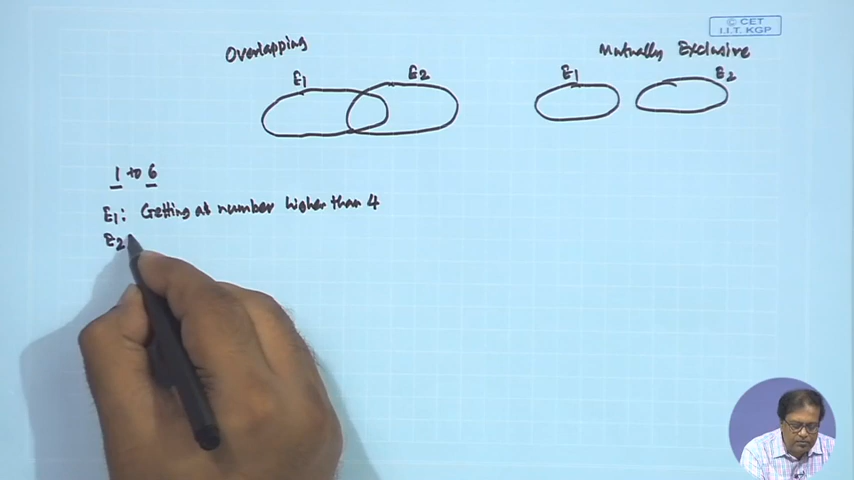 © CET
I.I.T. KGP
Overlapping
Mutually Exclusive
E1
E2
E1
E2
1 to 6
E1: Getting at number higher than 4
E2